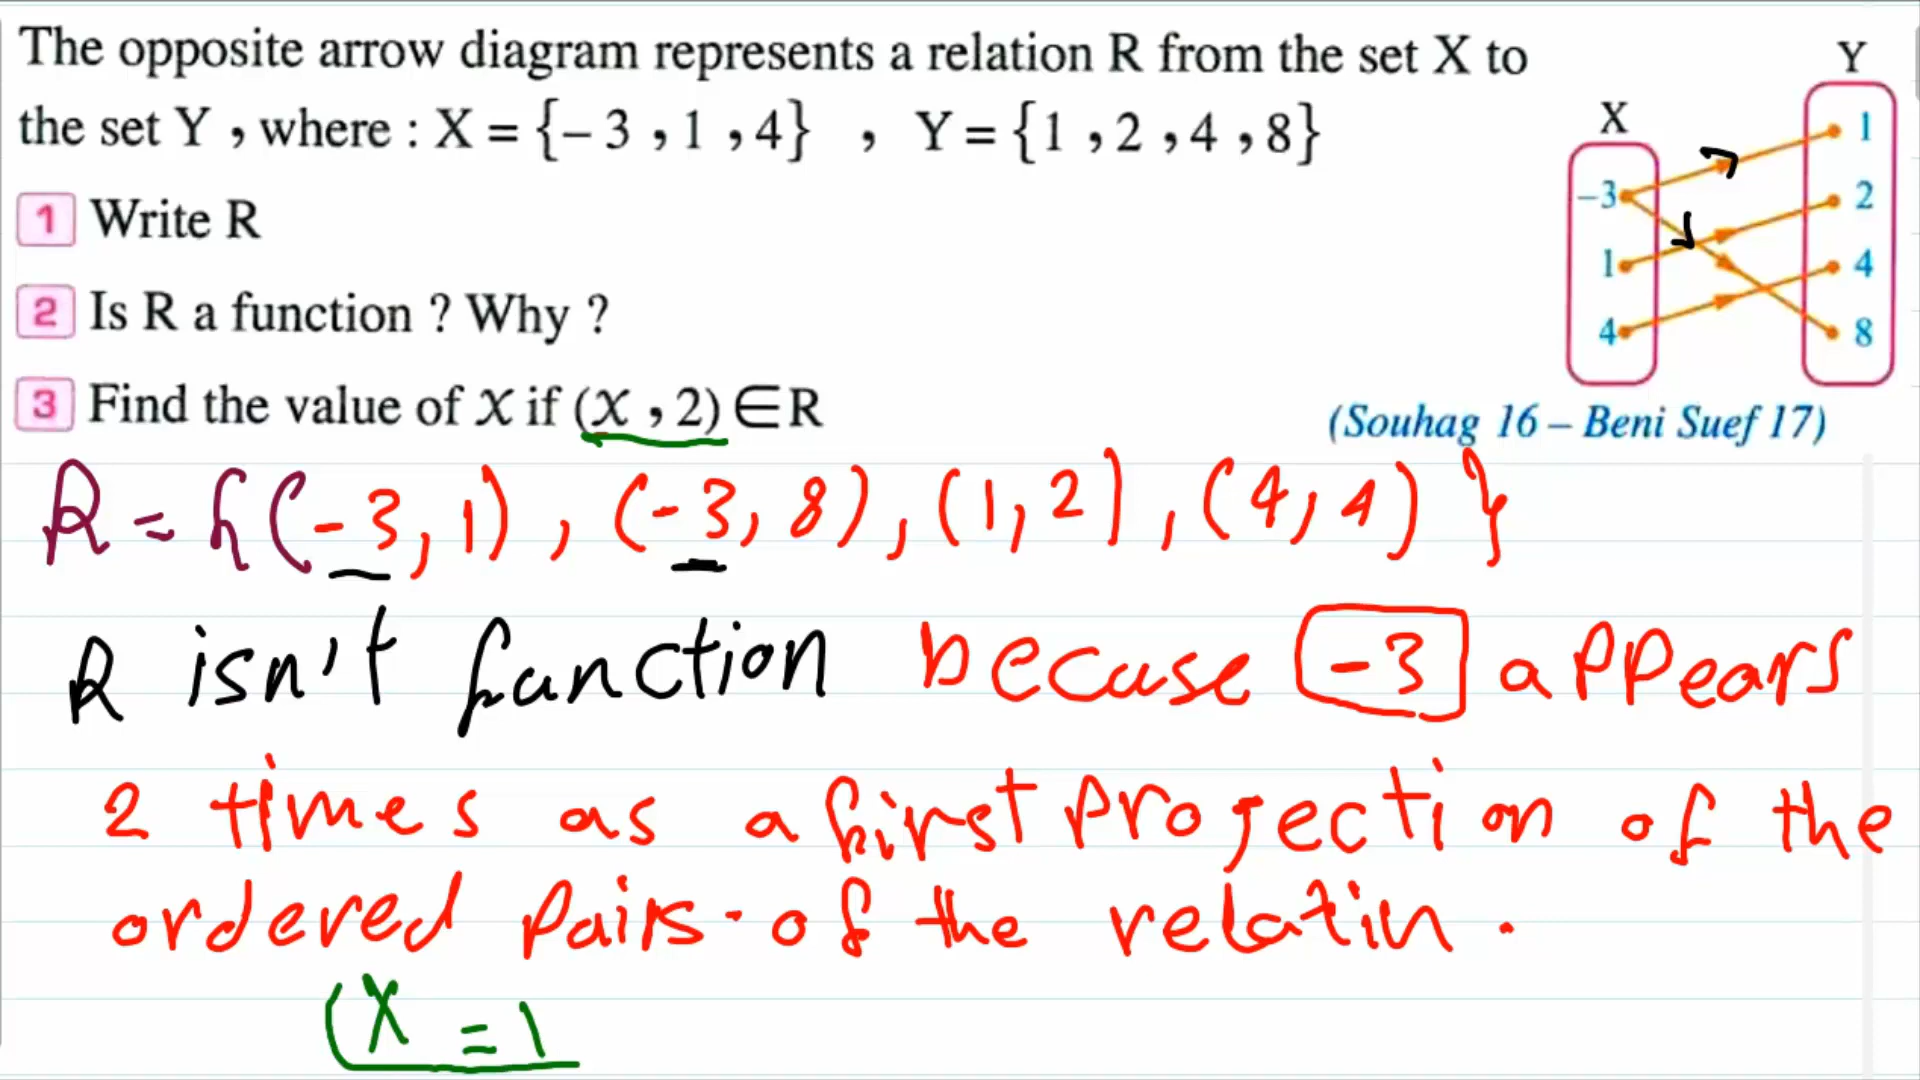 The opposite arrow diagram represents a relation R from the set X to
the set Y , where : X = {– 3 , 1 , 4} , Y = {1 , 2 , 4 , 8}
1 Write R
2 Is R a function ? Why ?
3 Find the value of X if (X , 2) ∈ R
X
–3
1
4
Y
1
2
4
8
(Souhag 16 – Beni Suef 17)
R = {(-3, 1), (-3, 8), (1, 2), (4, 4)}
R isn't function becuse -3 appears
2 times as a first projection of the
ordered pairs. of the relatin.
X = 1